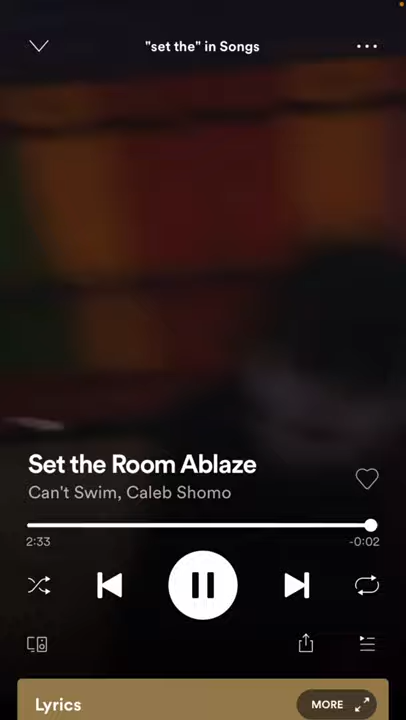 "set the" in Songs
Set the Room Ablaze
Can't Swim, Caleb Shomo
2:33
-0:02
Lyrics
MORE